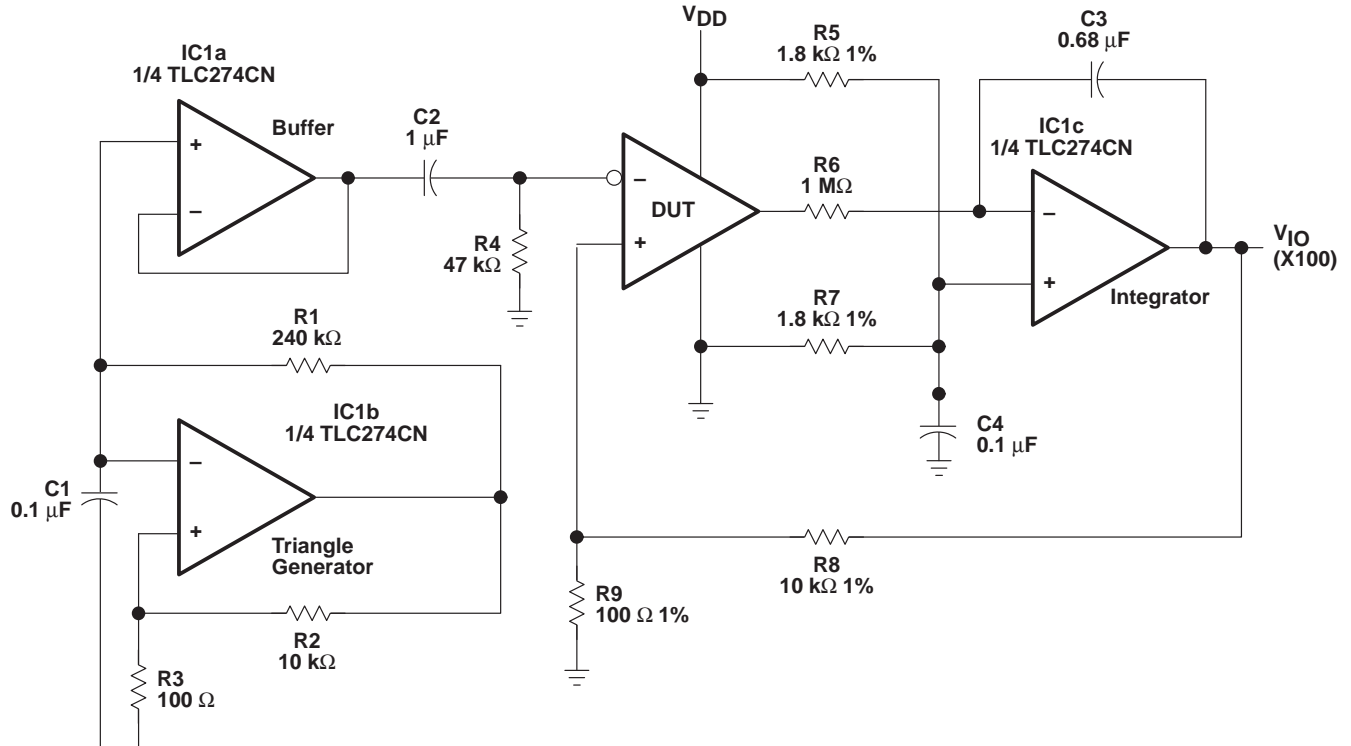 IC1a
1/4 TLC274CN
Buffer
+
−
C2
1 μF
R4
47 kΩ
VDD
DUT
−
+
R5
1.8 kΩ 1%
R6
1 MΩ
R7
1.8 kΩ 1%
C3
0.68 μF
IC1c
1/4 TLC274CN
−
+
Integrator
VIO
(X100)
C4
0.1 μF
R1
240 kΩ
IC1b
1/4 TLC274CN
−
+
C1
0.1 μF
Triangle
Generator
R2
10 kΩ
R3
100 Ω
R8
10 kΩ 1%
R9
100 Ω 1%